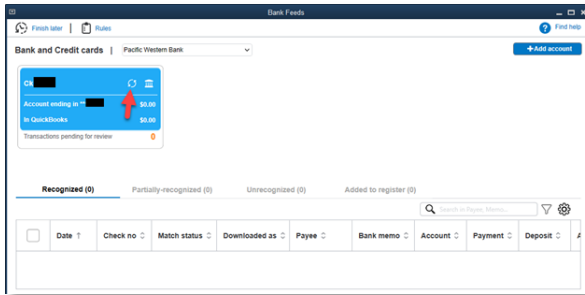 Bank Feeds
Finish later | Rules Find help
Bank and Credit cards | Pacific Western Bank +Add account
Ck
Account ending in ** $0.00
In QuickBooks $0.00
Transactions pending for review 0
Recognized (0) Partially-recognized (0) Unrecognized (0) Added to register (0)
Search in Payee, Memo...
Date ↑ Check no Match status Downloaded as Payee Bank memo Account Payment Deposit A